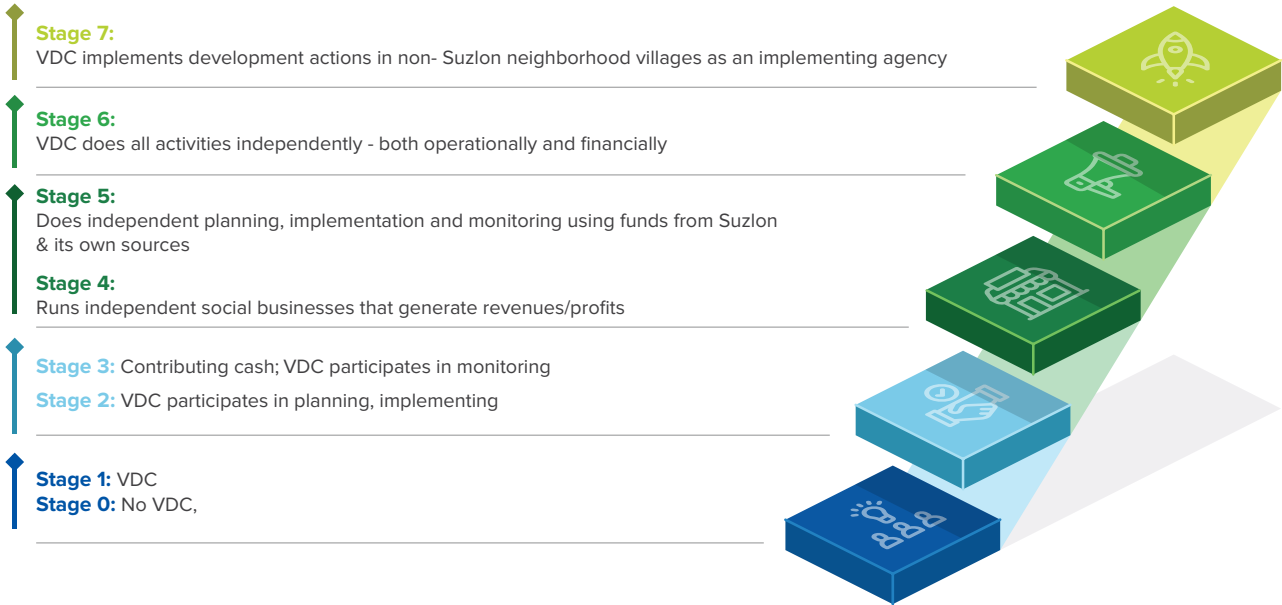 Stage 7:
VDC implements development actions in non- Suzlon neighborhood villages as an implementing agency
Stage 6:
VDC does all activities independently - both operationally and financially
Stage 5:
Does independent planning, implementation and monitoring using funds from Suzlon
& its own sources
Stage 4:
Runs independent social businesses that generate revenues/profits
Stage 3: Contributing cash; VDC participates in monitoring
Stage 2: VDC participates in planning, implementing
Stage 1: VDC
Stage 0: No VDC,